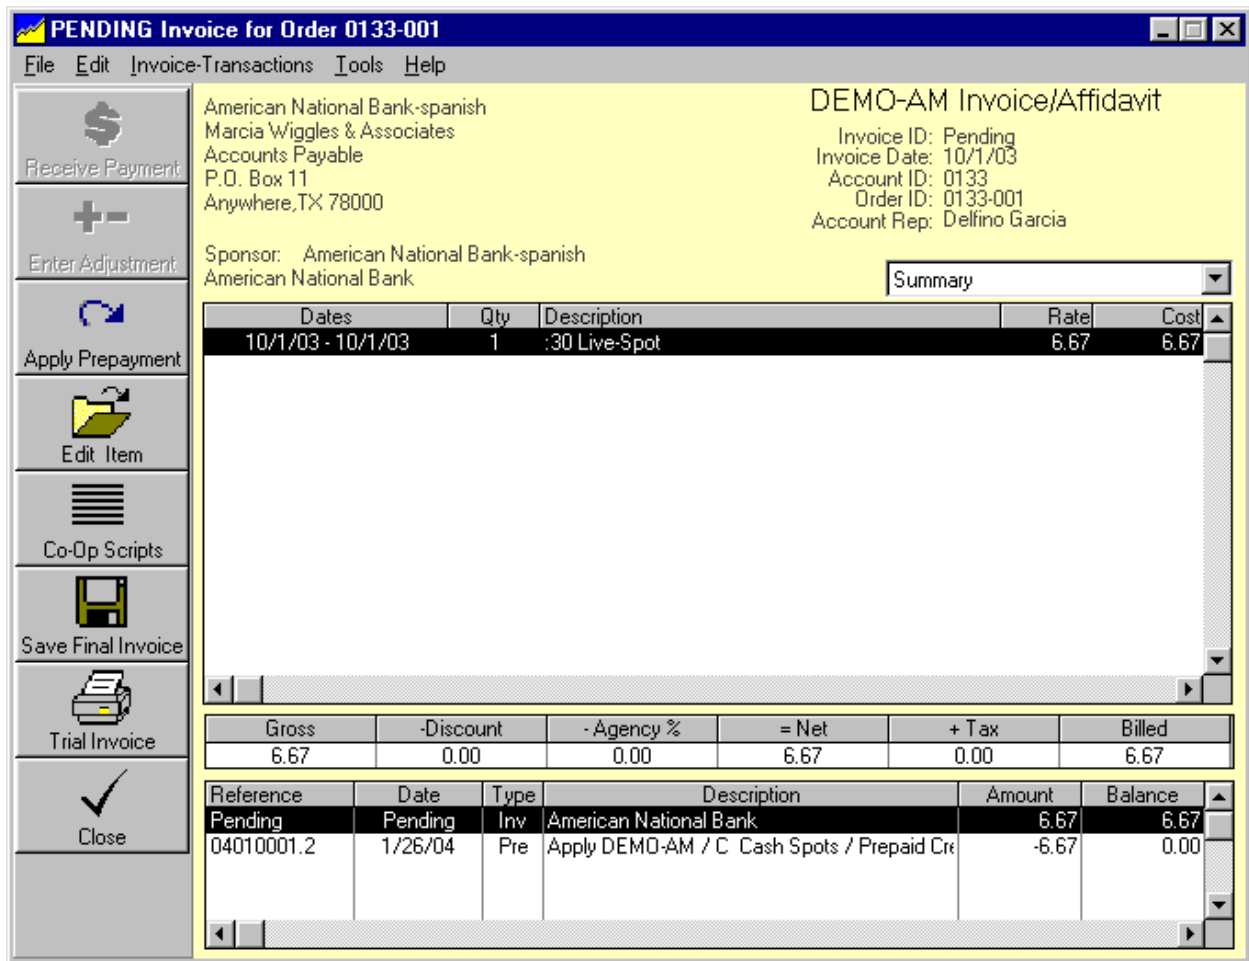 PENDING Invoice for Order 0133-001
File Edit Invoice-Transactions Tools Help
Receive Payment
Enter Adjustment
Apply Prepayment
Edit Item
Co-Op Scripts
Save Final Invoice
Trial Invoice
Close
American National Bank-spanish
Marcia Wiggles & Associates
Accounts Payable
P.O. Box 11
Anywhere,TX 78000
Sponsor: American National Bank-spanish
American National Bank
DEMO-AM Invoice/Affidavit
Invoice ID: Pending
Invoice Date: 10/1/03
Account ID: 0133
Order ID: 0133-001
Account Rep: Delfino Garcia
Summary
Dates Qty Description Rate Cost
10/1/03 - 10/1/03 1 :30 Live-Spot 6.67 6.67
Gross -Discount - Agency % = Net + Tax Billed
6.67 0.00 0.00 6.67 0.00 6.67
Reference Date Type Description Amount Balance
Pending Pending Inv American National Bank 6.67 6.67
04010001.2 1/26/04 Pre Apply DEMO-AM / C Cash Spots / Prepaid Cre -6.67 0.00